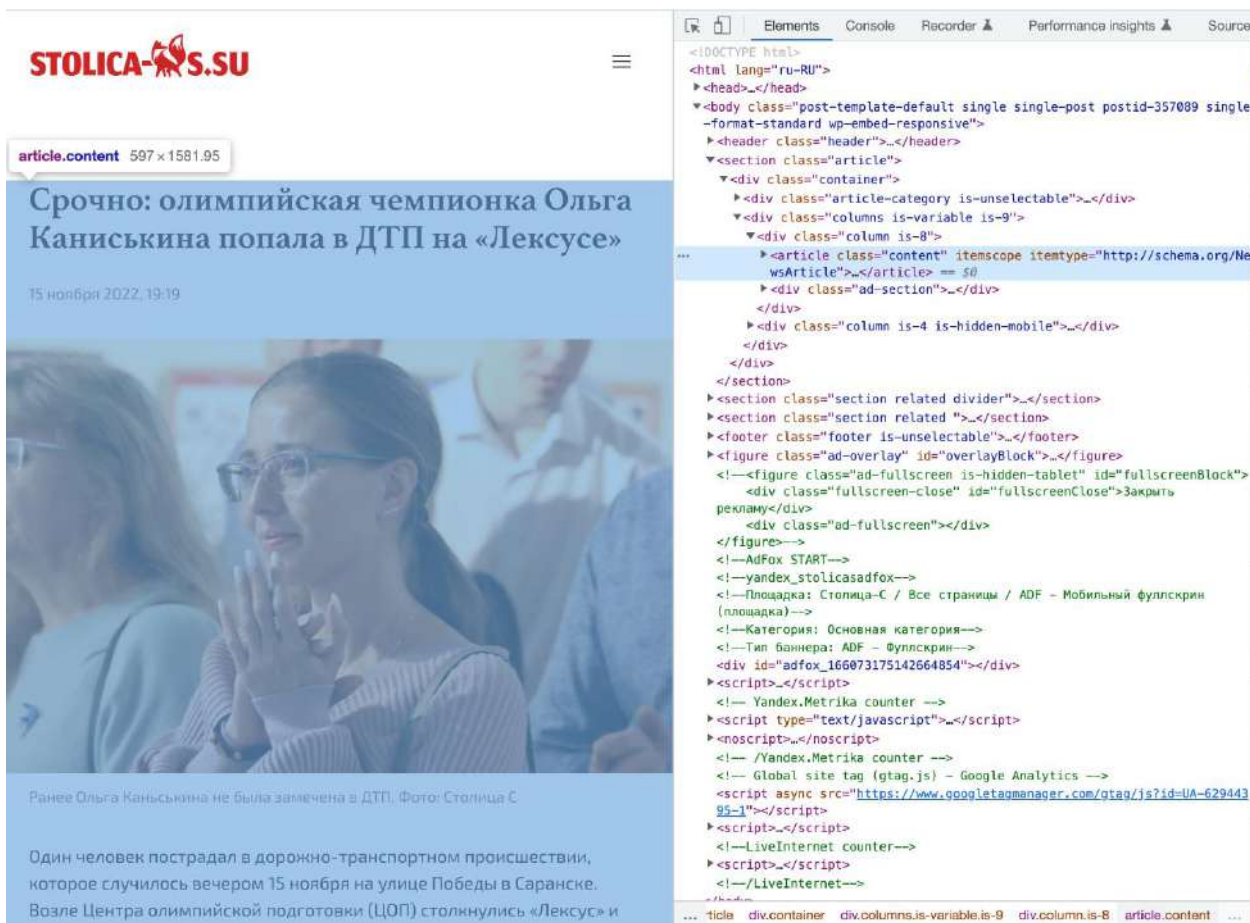 STOLICA-S.SU
article.content 597 × 1581.95
Срочно: олимпийская чемпионка Ольга
Каниськина попала в ДТП на «Лексусе»
15 ноября 2022, 19:19
Ранее Ольга Каньськина не была замечена в ДТП. Фото: Столица С
Один человек пострадал в дорожно-транспортном происшествии,
которое случилось вечером 15 ноября на улице Победы в Саранске.
Возле Центра олимпийской подготовки (ЦОП) столкнулись «Лексус» и
Elements Console Recorder Performance insights Source
<!DOCTYPE html>
<html lang="ru-RU">
<head>…</head>
<body class="post-template-default single single-post postid-357089 single
-format-standard wp-embed-responsive">
<header class="header">…</header>
<section class="article">
<div class="container">
<div class="article-category is-unselectable">…</div>
<div class="columns is-variable is-9">
<div class="column is-8">
… <article class="content" itemscope itemtype="http://schema.org/Ne
wsArticle">…</article> == $0
<div class="ad-section">…</div>
</div>
<div class="column is-4 is-hidden-mobile">…</div>
</div>
</div>
</section>
<section class="section related divider">…</section>
<section class="section related ">…</section>
<footer class="footer is-unselectable">…</footer>
<figure class="ad-overlay" id="overlayBlock">…</figure>
<!--<figure class="ad-fullscreen is-hidden-tablet" id="fullscreenBlock">
<div class="fullscreen-close" id="fullscreenClose">Закрыть
рекламу</div>
<div class="ad-fullscreen"></div>
</figure>-->
<!--AdFox START-->
<!--yandex_stolicasadfox-->
<!--Площадка: Столица-С / Все страницы / ADF - Мобильный фуллскрин
(площадка)-->
<!--Категория: Основная категория-->
<!--Тип баннера: ADF - Фуллскрин-->
<div id="adfox_166073175142664854"></div>
<script>…</script>
<!-- Yandex.Metrika counter -->
<script type="text/javascript">…</script>
<noscript>…</noscript>
<!-- /Yandex.Metrika counter -->
<!-- Global site tag (gtag.js) - Google Analytics -->
<script async src="https://www.googletagmanager.com/gtag/js?id=UA-629443
95-1"></script>
<script>…</script>
<!--LiveInternet counter-->
<script>…</script>
<!--/LiveInternet-->
</body>
… ticle div.container div.columns.is-variable.is-9 div.column.is-8 article.content …